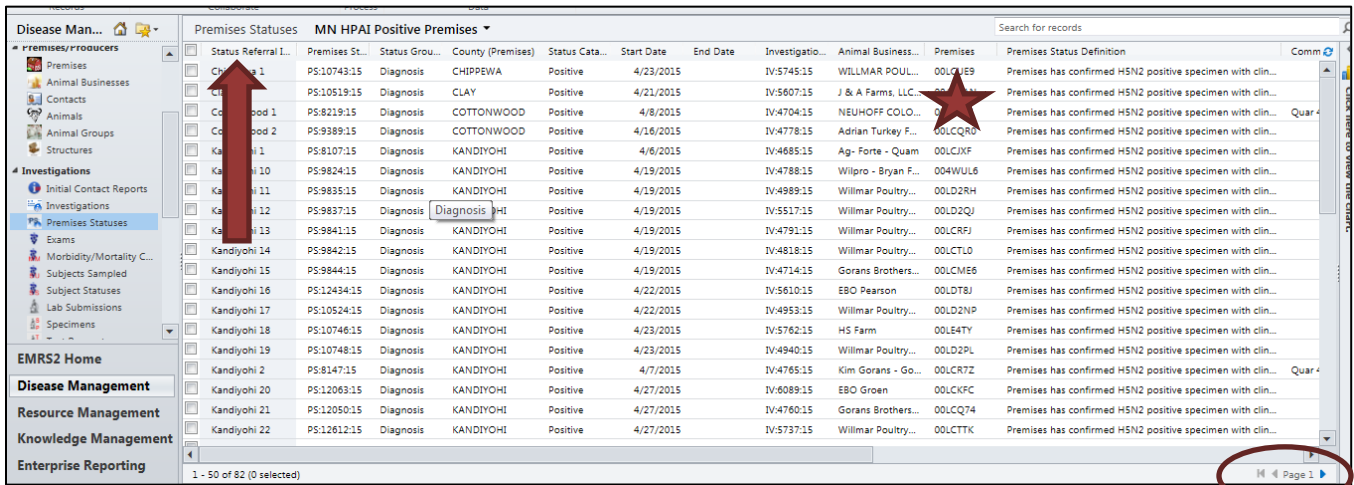 Collaborate Process Data
Disease Man...
Premises/Producers
Premises
Animal Businesses
Contacts
Animals
Animal Groups
Structures
Investigations
Initial Contact Reports
Investigations
Premises Statuses
Exams
Morbidity/Mortality C...
Subjects Sampled
Subject Statuses
Lab Submissions
Specimens
EMRS2 Home
Disease Management
Resource Management
Knowledge Management
Enterprise Reporting
Premises Statuses MN HPAI Positive Premises Search for records
Status Referral I... Premises St... Status Grou... County (Premises) Status Cata... Start Date End Date Investigatio... Animal Business... Premises Premises Status Definition Comm
1 PS:10743:15 Diagnosis CHIPPEWA Positive 4/23/2015 IV:5745:15 WILLMAR POUL... 00LCUE9 Premises has confirmed H5N2 positive specimen with clin...
PS:10519:15 Diagnosis CLAY Positive 4/21/2015 IV:5607:15 J & A Farms, LLC... Premises has confirmed H5N2 positive specimen with clin...
1 PS:8219:15 Diagnosis COTTONWOOD Positive 4/8/2015 IV:4704:15 NEUHOFF COLO... Premises has confirmed H5N2 positive specimen with clin... Quar
2 PS:9389:15 Diagnosis COTTONWOOD Positive 4/16/2015 IV:4778:15 Adrian Turkey F... 00LCQR0 Premises has confirmed H5N2 positive specimen with clin...
1 PS:8107:15 Diagnosis KANDIYOHI Positive 4/6/2015 IV:4685:15 Ag- Forte - Quam 00LCJXF Premises has confirmed H5N2 positive specimen with clin...
10 PS:9824:15 Diagnosis KANDIYOHI Positive 4/19/2015 IV:4788:15 Wilpro - Bryan F... 004WUL6 Premises has confirmed H5N2 positive specimen with clin...
11 PS:9835:15 Diagnosis KANDIYOHI Positive 4/19/2015 IV:4989:15 Willmar Poultry... 00LD2RH Premises has confirmed H5N2 positive specimen with clin...
12 PS:9837:15 Diagnosis Diagnosis Positive 4/19/2015 IV:5517:15 Willmar Poultry... 00LD2QJ Premises has confirmed H5N2 positive specimen with clin...
13 PS:9841:15 Diagnosis KANDIYOHI Positive 4/19/2015 IV:4791:15 Willmar Poultry... 00LCRFJ Premises has confirmed H5N2 positive specimen with clin...
Kandiyohi 14 PS:9842:15 Diagnosis KANDIYOHI Positive 4/19/2015 IV:4818:15 Willmar Poultry... 00LCTL0 Premises has confirmed H5N2 positive specimen with clin...
Kandiyohi 15 PS:9844:15 Diagnosis KANDIYOHI Positive 4/19/2015 IV:4714:15 Gorans Brothers... 00LCME6 Premises has confirmed H5N2 positive specimen with clin...
Kandiyohi 16 PS:12434:15 Diagnosis KANDIYOHI Positive 4/22/2015 IV:5610:15 EBO Pearson 00LDT8J Premises has confirmed H5N2 positive specimen with clin...
Kandiyohi 17 PS:10524:15 Diagnosis KANDIYOHI Positive 4/22/2015 IV:4953:15 Willmar Poultry... 00LD2NP Premises has confirmed H5N2 positive specimen with clin...
Kandiyohi 18 PS:10746:15 Diagnosis KANDIYOHI Positive 4/23/2015 IV:5762:15 HS Farm 00LE4TY Premises has confirmed H5N2 positive specimen with clin...
Kandiyohi 19 PS:10748:15 Diagnosis KANDIYOHI Positive 4/23/2015 IV:4940:15 Willmar Poultry... 00LD2PL Premises has confirmed H5N2 positive specimen with clin...
Kandiyohi 2 PS:8147:15 Diagnosis KANDIYOHI Positive 4/7/2015 IV:4765:15 Kim Gorans - Go... 00LCR7Z Premises has confirmed H5N2 positive specimen with clin... Quar
Kandiyohi 20 PS:12063:15 Diagnosis KANDIYOHI Positive 4/27/2015 IV:6089:15 EBO Groen 00LCKFC Premises has confirmed H5N2 positive specimen with clin...
Kandiyohi 21 PS:12050:15 Diagnosis KANDIYOHI Positive 4/27/2015 IV:4760:15 Gorans Brothers... 00LCQ74 Premises has confirmed H5N2 positive specimen with clin...
Kandiyohi 22 PS:12612:15 Diagnosis KANDIYOHI Positive 4/27/2015 IV:5737:15 Willmar Poultry... 00LCTTK Premises has confirmed H5N2 positive specimen with clin...
1 - 50 of 82 (0 selected) Page 1
Click here to view the chart.